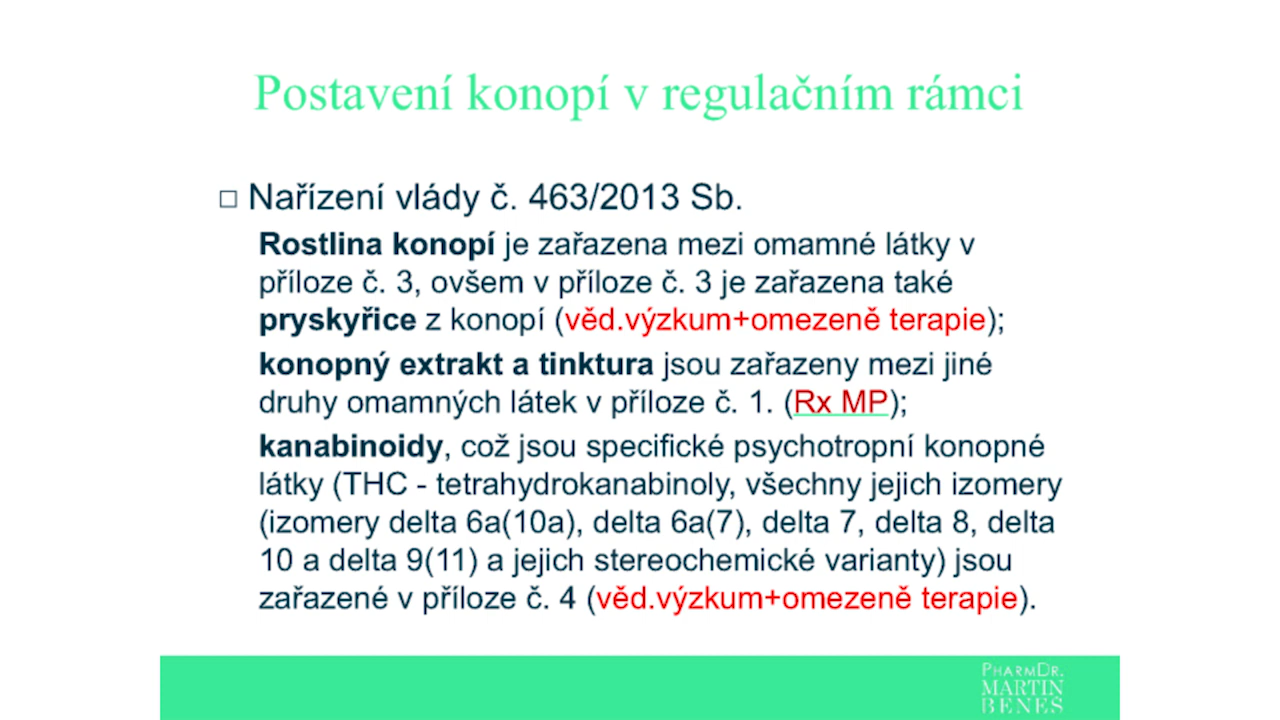 Postavení konopí v regulačním rámci
□ Nařízení vlády č. 463/2013 Sb.
Rostlina konopí je zařazena mezi omamné látky v
příloze č. 3, ovšem v příloze č. 3 je zařazena také
pryskyřice z konopí (věd.výzkum+omezeně terapie);
konopný extrakt a tinktura jsou zařazeny mezi jiné
druhy omamných látek v příloze č. 1. (Rx MP);
kanabinoidy, což jsou specifické psychotropní konopné
látky (THC - tetrahydrokanabinoly, všechny jejich izomery
(izomery delta 6a(10a), delta 6a(7), delta 7, delta 8, delta
10 a delta 9(11) a jejich stereochemické varianty) jsou
zařazené v příloze č. 4 (věd.výzkum+omezeně terapie).
PHARMDR.
MARTIN
BENEŠ